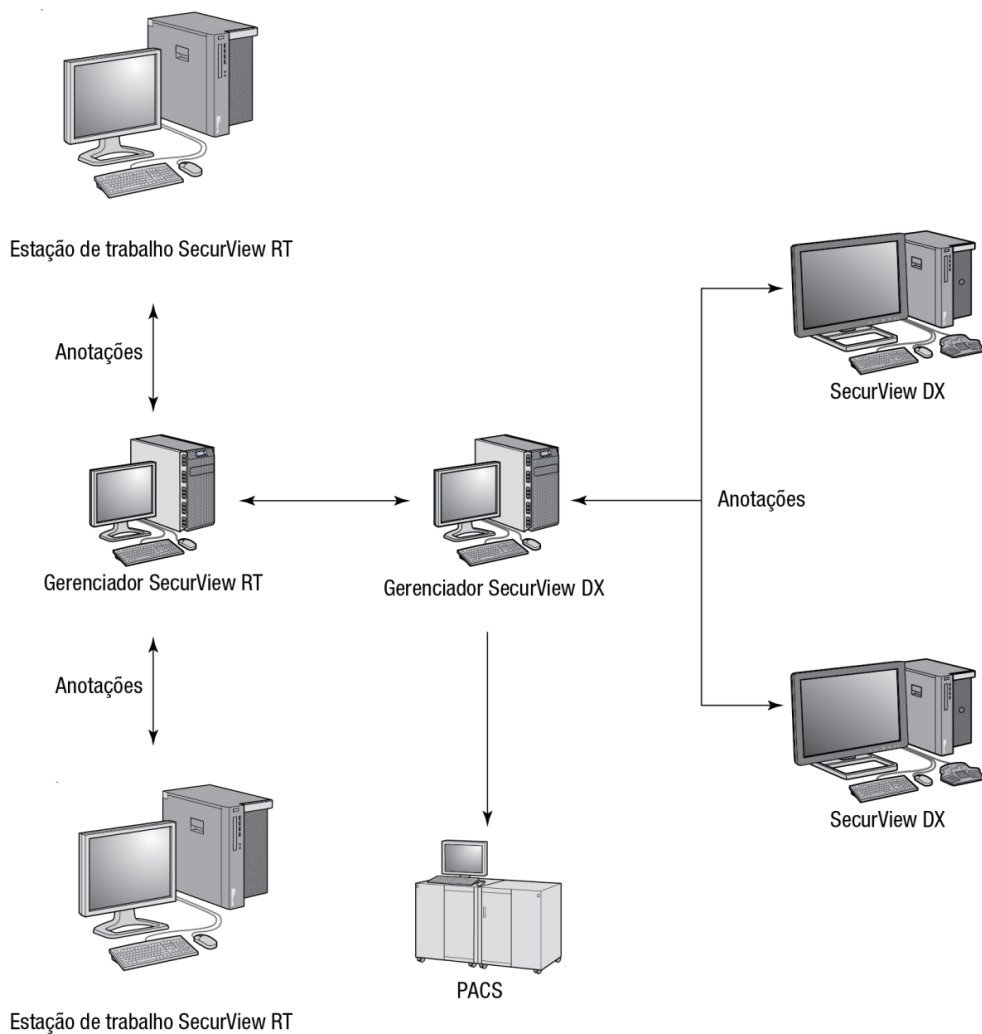 Estação de trabalho SecurView RT
Anotações
SecurView DX
Anotações
Gerenciador SecurView RT
Gerenciador SecurView DX
Anotações
SecurView DX
PACS
Estação de trabalho SecurView RT